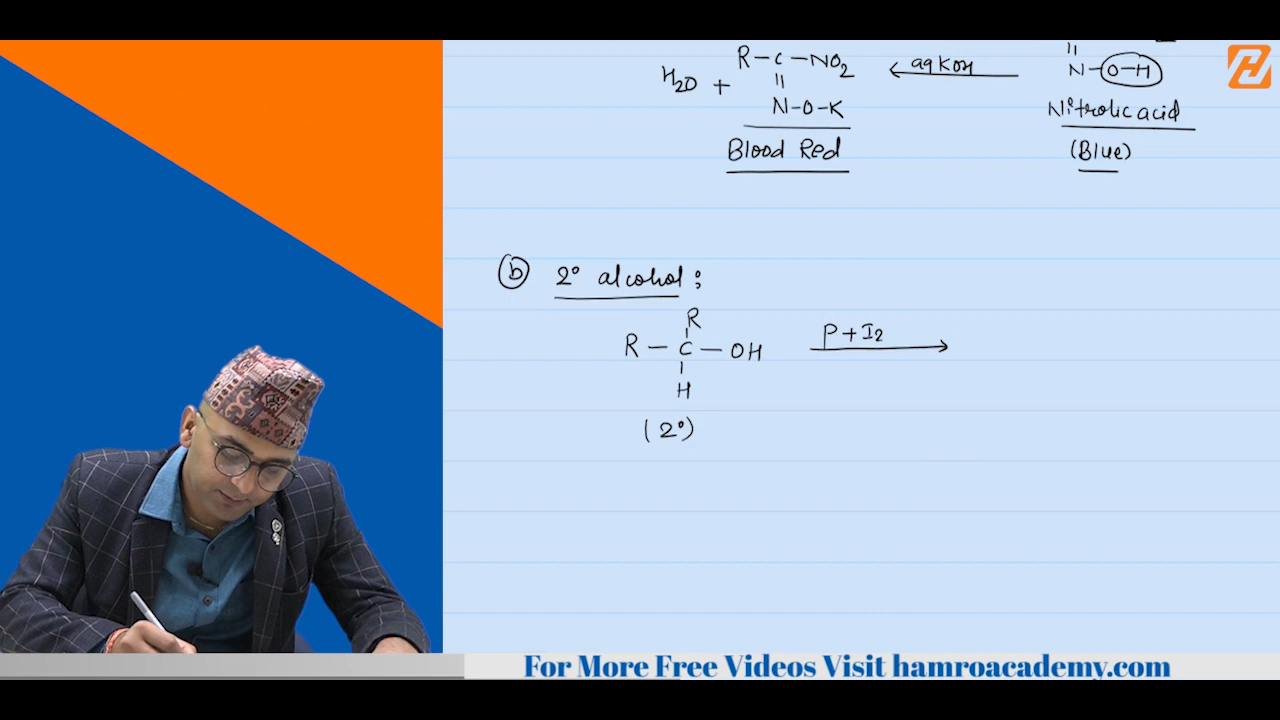 ||
H2O + R - C - NO2 ← aq KOH N - O - H
||
N - O - K
Nitrolic acid
Blood Red
(Blue)
b 2° alcohol :
R
R - C - OH P + I2 →
H
(2°)
For More Free Videos Visit hamroacademy.com